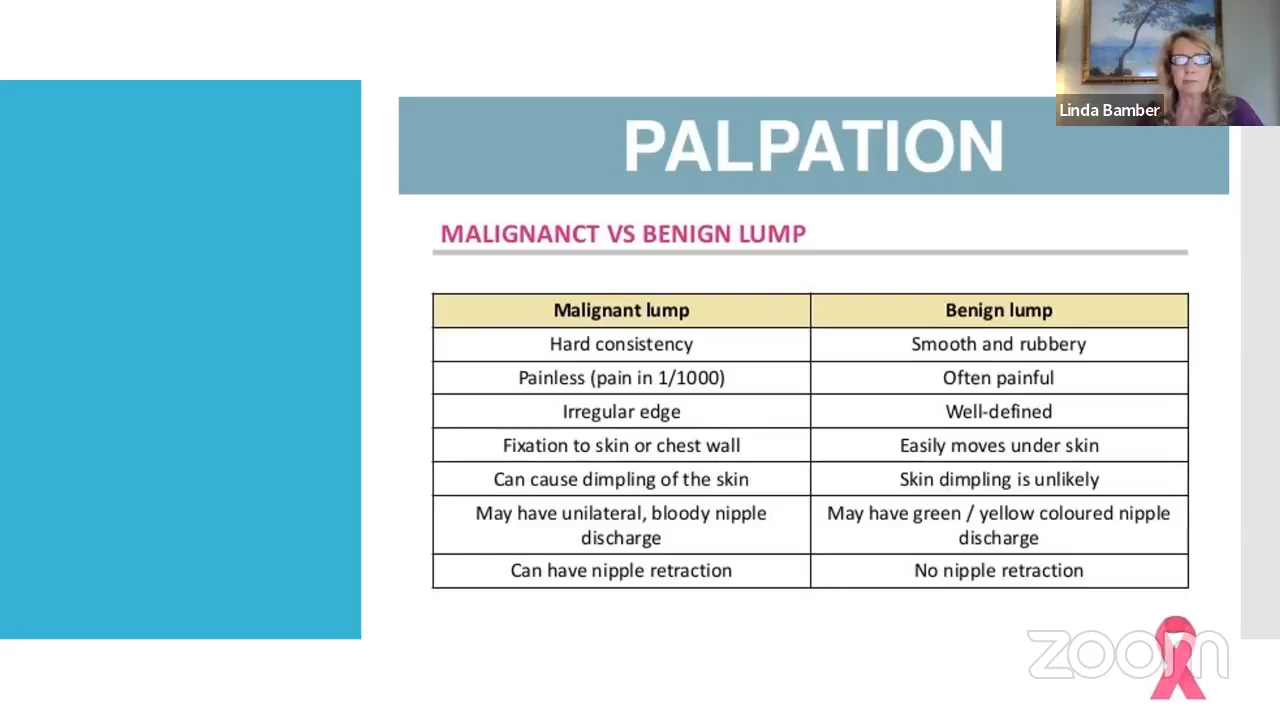 Linda Bamber
PALPATION
MALIGNANCT VS BENIGN LUMP
Malignant lump
Benign lump
Hard consistency
Smooth and rubbery
Painless (pain in 1/1000)
Often painful
Irregular edge
Well-defined
Fixation to skin or chest wall
Easily moves under skin
Can cause dimpling of the skin
Skin dimpling is unlikely
May have unilateral, bloody nipple
discharge
May have green / yellow coloured nipple
discharge
Can have nipple retraction
No nipple retraction
zoom